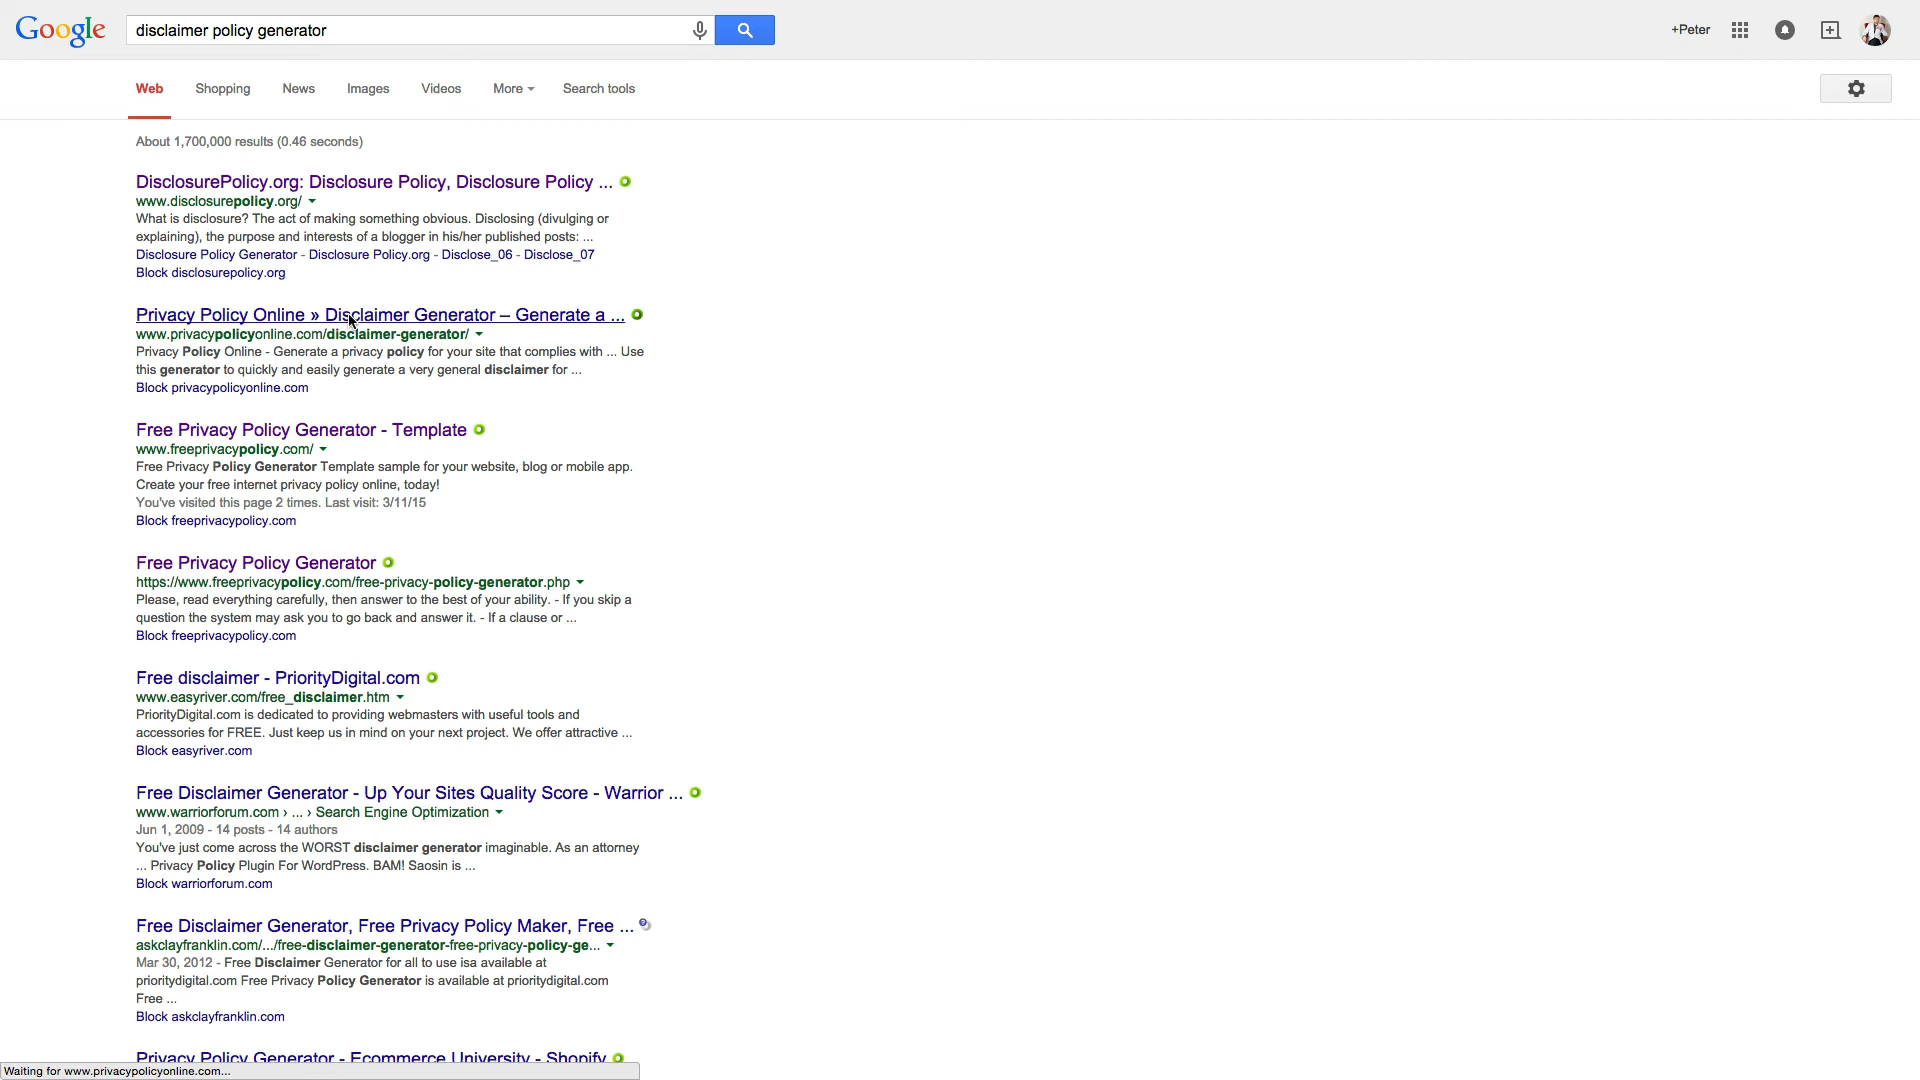 Google
disclaimer policy generator
+Peter
Web Shopping News Images Videos More Search tools
About 1,700,000 results (0.46 seconds)
DisclosurePolicy.org: Disclosure Policy, Disclosure Policy ...
www.disclosurepolicy.org/
What is disclosure? The act of making something obvious. Disclosing (divulging or
explaining), the purpose and interests of a blogger in his/her published posts: ...
Disclosure Policy Generator - Disclosure Policy.org - Disclose_06 - Disclose_07
Block disclosurepolicy.org
Privacy Policy Online » Disclaimer Generator – Generate a ...
www.privacypolicyonline.com/disclaimer-generator/
Privacy Policy Online - Generate a privacy policy for your site that complies with ... Use
this generator to quickly and easily generate a very general disclaimer for ...
Block privacypolicyonline.com
Free Privacy Policy Generator - Template
www.freeprivacypolicy.com/
Free Privacy Policy Generator Template sample for your website, blog or mobile app.
Create your free internet privacy policy online, today!
You've visited this page 2 times. Last visit: 3/11/15
Block freeprivacypolicy.com
Free Privacy Policy Generator
https://www.freeprivacypolicy.com/free-privacy-policy-generator.php
Please, read everything carefully, then answer to the best of your ability. - If you skip a
question the system may ask you to go back and answer it. - If a clause or ...
Block freeprivacypolicy.com
Free disclaimer - PriorityDigital.com
www.easyriver.com/free_disclaimer.htm
PriorityDigital.com is dedicated to providing webmasters with useful tools and
accessories for FREE. Just keep us in mind on your next project. We offer attractive ...
Block easyriver.com
Free Disclaimer Generator - Up Your Sites Quality Score - Warrior ...
www.warriorforum.com › ... › Search Engine Optimization
Jun 1, 2009 - 14 posts - 14 authors
You've just come across the WORST disclaimer generator imaginable. As an attorney
... Privacy Policy Plugin For WordPress. BAM! Saosin is ...
Block warriorforum.com
Free Disclaimer Generator, Free Privacy Policy Maker, Free ...
askclayfranklin.com/.../free-disclaimer-generator-free-privacy-policy-ge...
Mar 30, 2012 - Free Disclaimer Generator for all to use isa available at
prioritydigital.com Free Privacy Policy Generator is available at prioritydigital.com
Free ...
Block askclayfranklin.com
Privacy Policy Generator - Ecommerce University - Shopify
Waiting for www.privacypolicyonline.com...